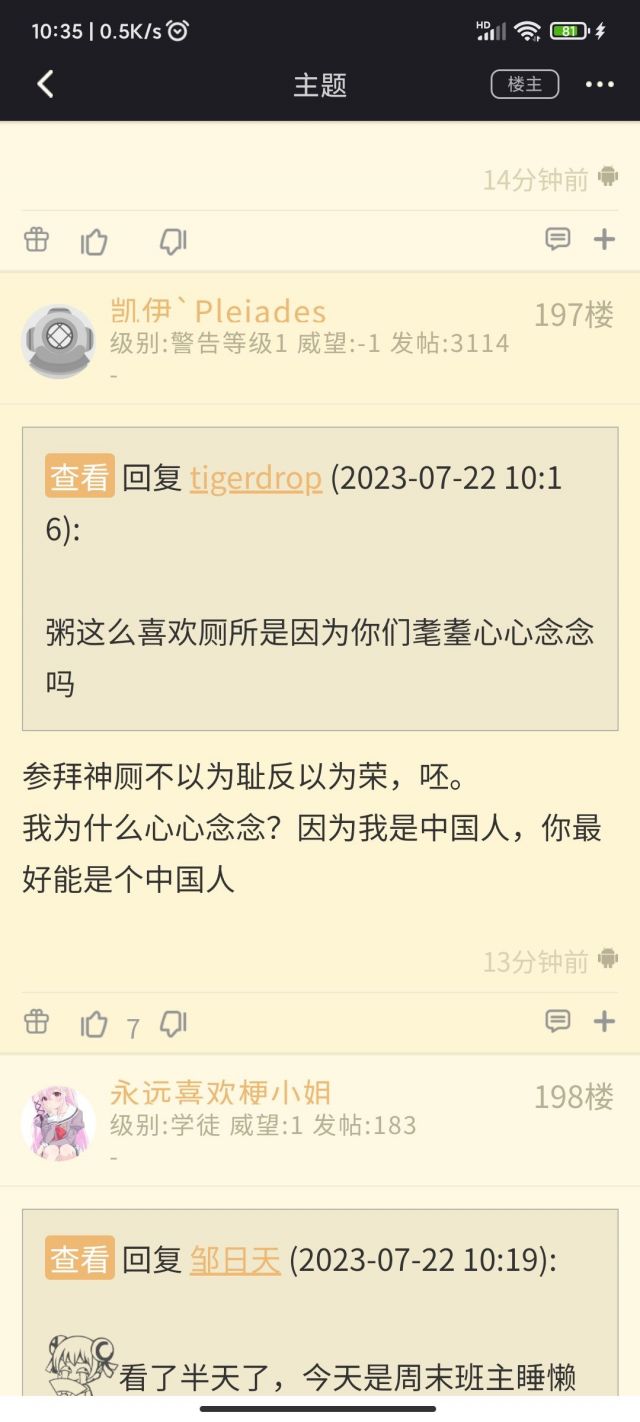 10:35 | 0.5K/s
HD
81
主题
楼主
14分钟前
凯伊`Pleiades
197楼
级别:警告等级1 威望:-1 发帖:3114
-
查看 回复 tigerdrop (2023-07-22 10:1
6):
粥这么喜欢厕所是因为你们耄耋心心念念
吗
参拜神厕不以为耻反以为荣，呸。
我为什么心心念念？因为我是中国人，你最
好能是个中国人
13分钟前
7
永远喜欢梗小姐
198楼
级别:学徒 威望:1 发帖:183
-
查看 回复 邹日天 (2023-07-22 10:19):
看了半天了，今天是周末班主睡懒